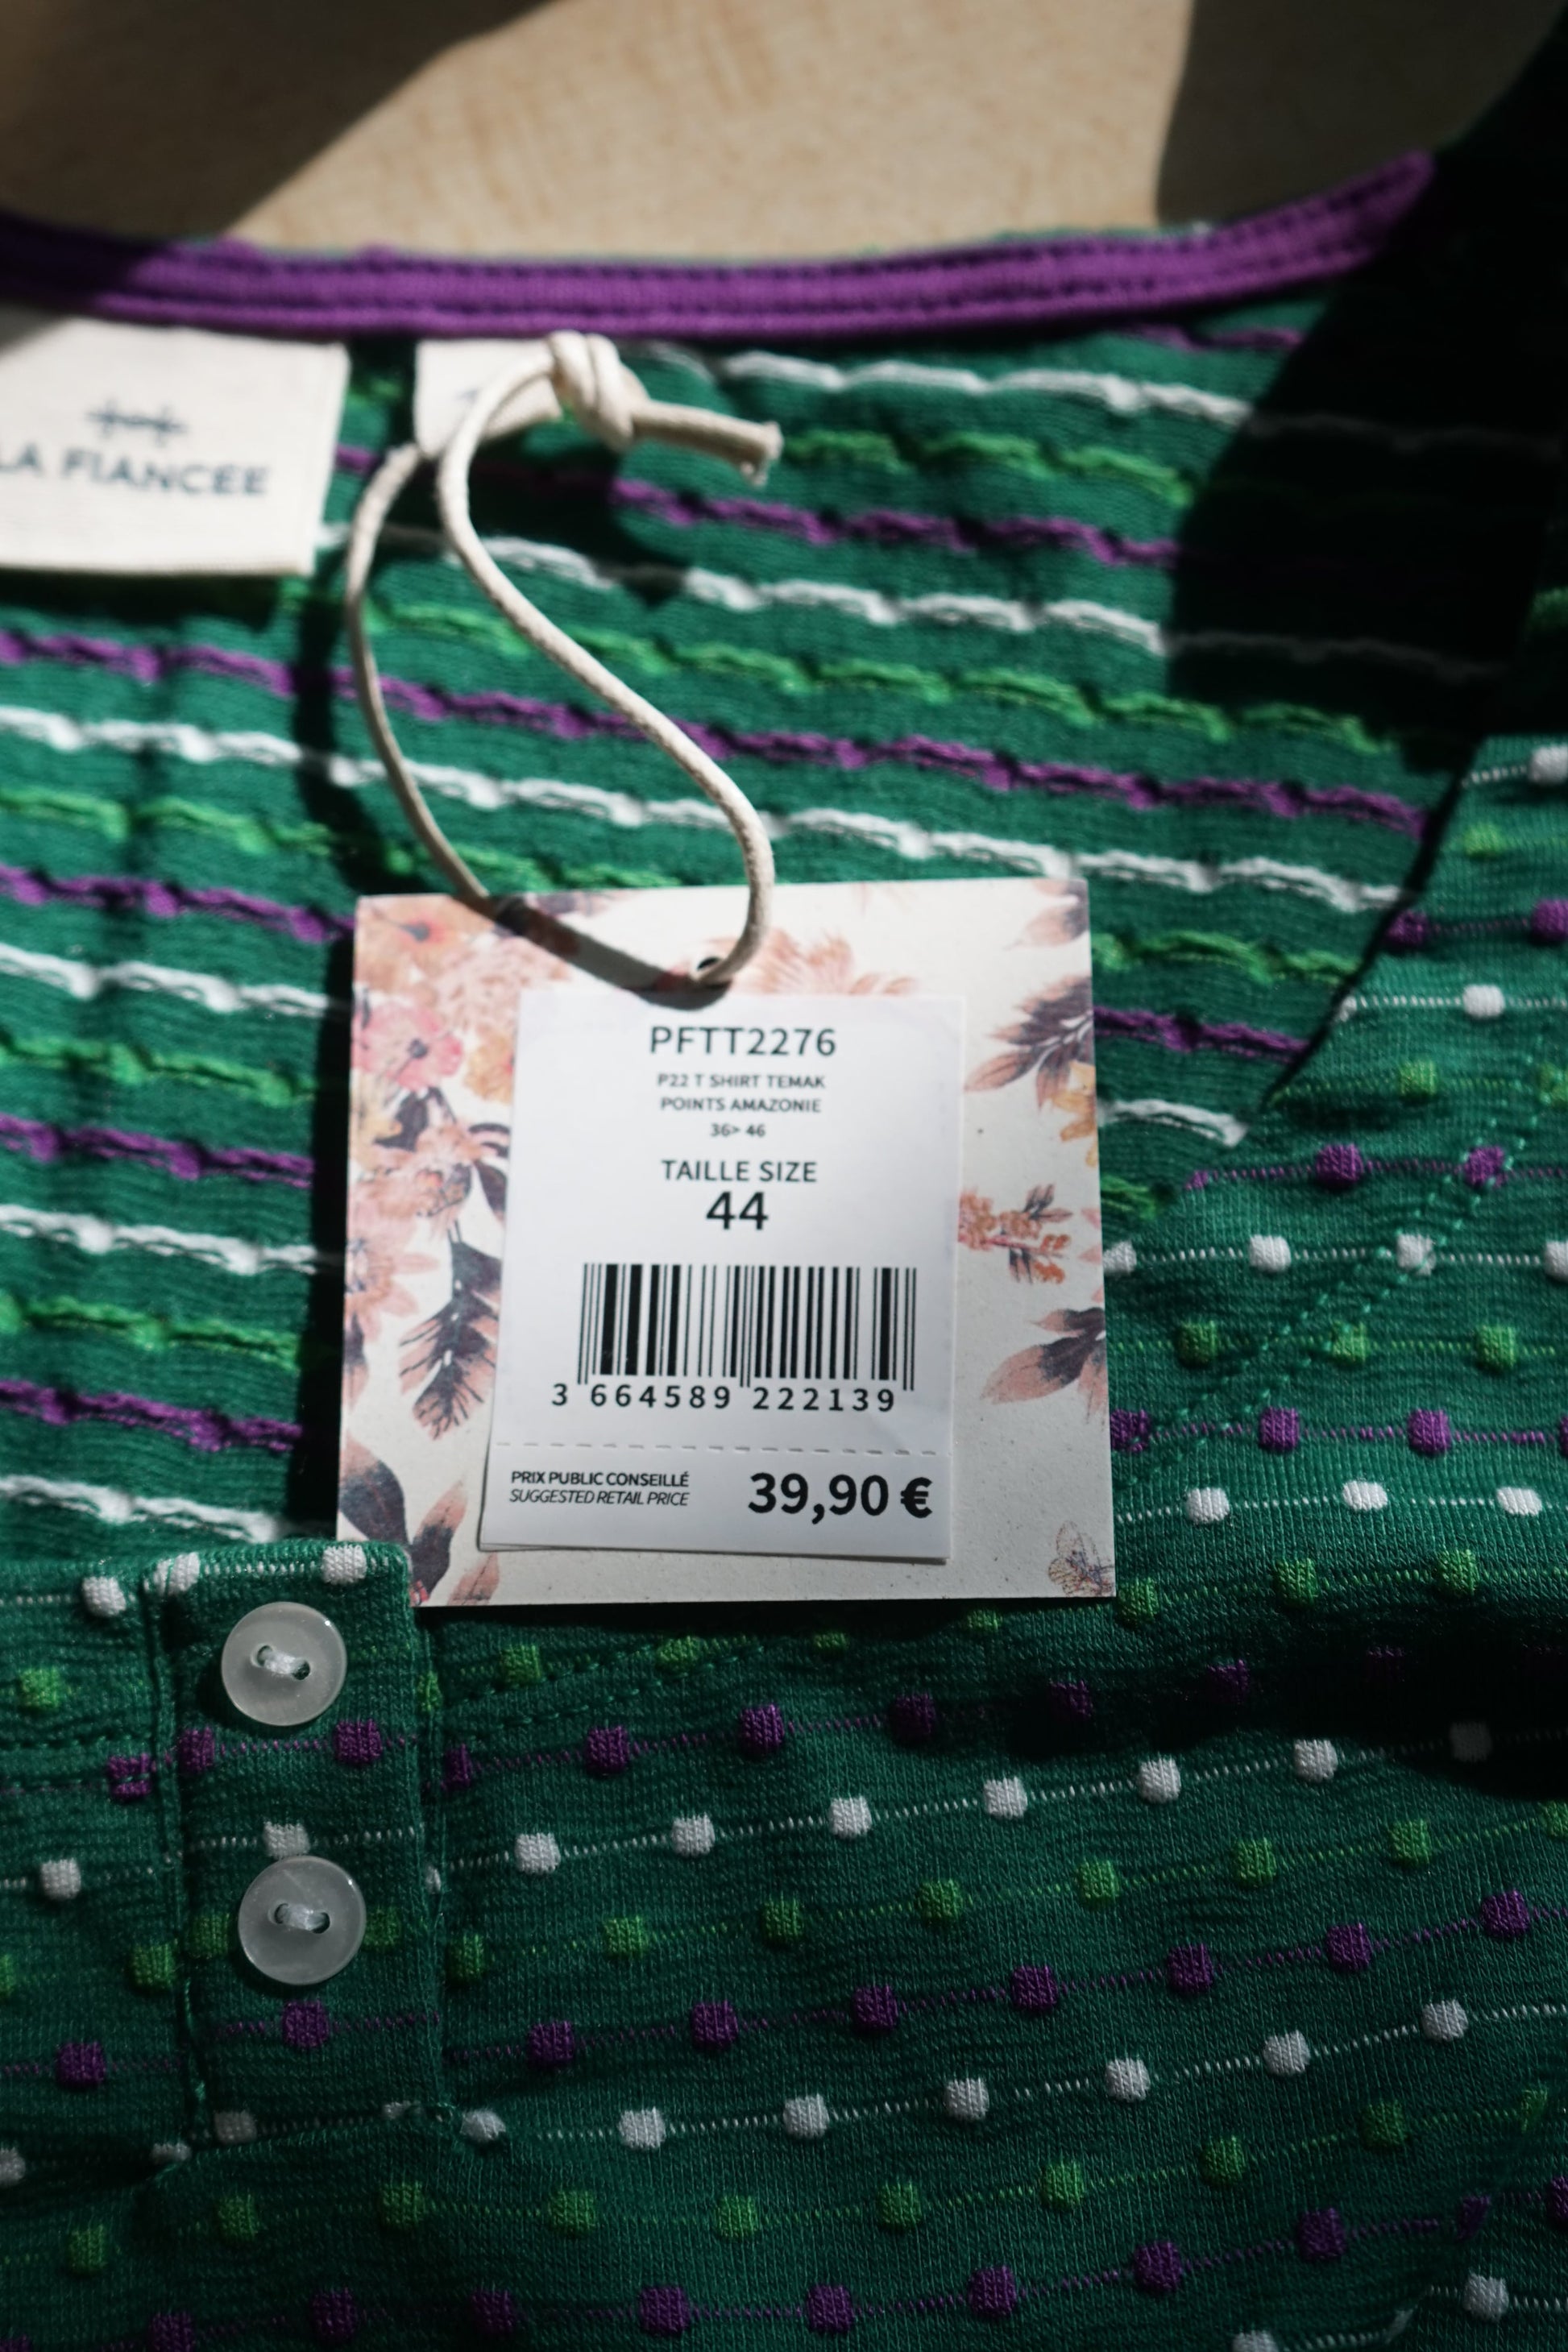 LA FIANCEE
PFTT2276
P22 T SHIRT TEMAK
POINTS AMAZONIE
36> 46
TAILLE SIZE
44
3 664589 222139
PRIX PUBLIC CONSEILLÉ
SUGGESTED RETAIL PRICE
39,90 €